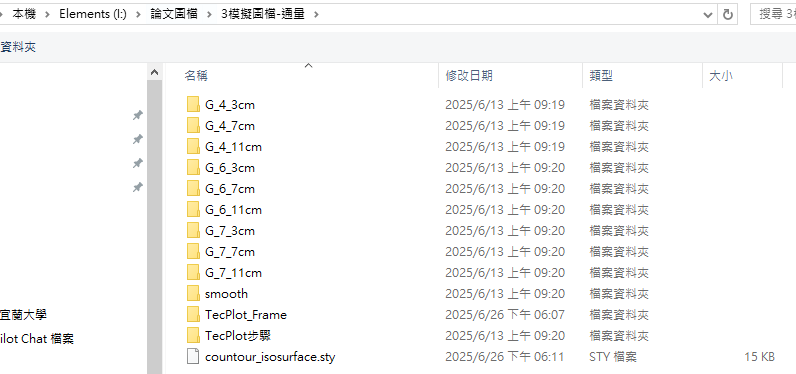 本機 > Elements (I:) > 論文圖檔 > 3模擬圖檔-通量 >
搜尋 3
資料夾
名稱 修改日期 類型 大小
G_4_3cm 2025/6/13 上午 09:19 檔案資料夾
G_4_7cm 2025/6/13 上午 09:19 檔案資料夾
G_4_11cm 2025/6/13 上午 09:19 檔案資料夾
G_6_3cm 2025/6/13 上午 09:20 檔案資料夾
G_6_7cm 2025/6/13 上午 09:20 檔案資料夾
G_6_11cm 2025/6/13 上午 09:20 檔案資料夾
G_7_3cm 2025/6/13 上午 09:20 檔案資料夾
G_7_7cm 2025/6/13 上午 09:20 檔案資料夾
G_7_11cm 2025/6/13 上午 09:20 檔案資料夾
smooth 2025/6/13 上午 09:20 檔案資料夾
宜蘭大學
TecPlot_Frame 2025/6/26 下午 06:07 檔案資料夾
ilot Chat 檔案
TecPlot步驟 2025/6/13 上午 09:20 檔案資料夾
countour_isosurface.sty 2025/6/26 下午 06:11 STY 檔案 15 KB